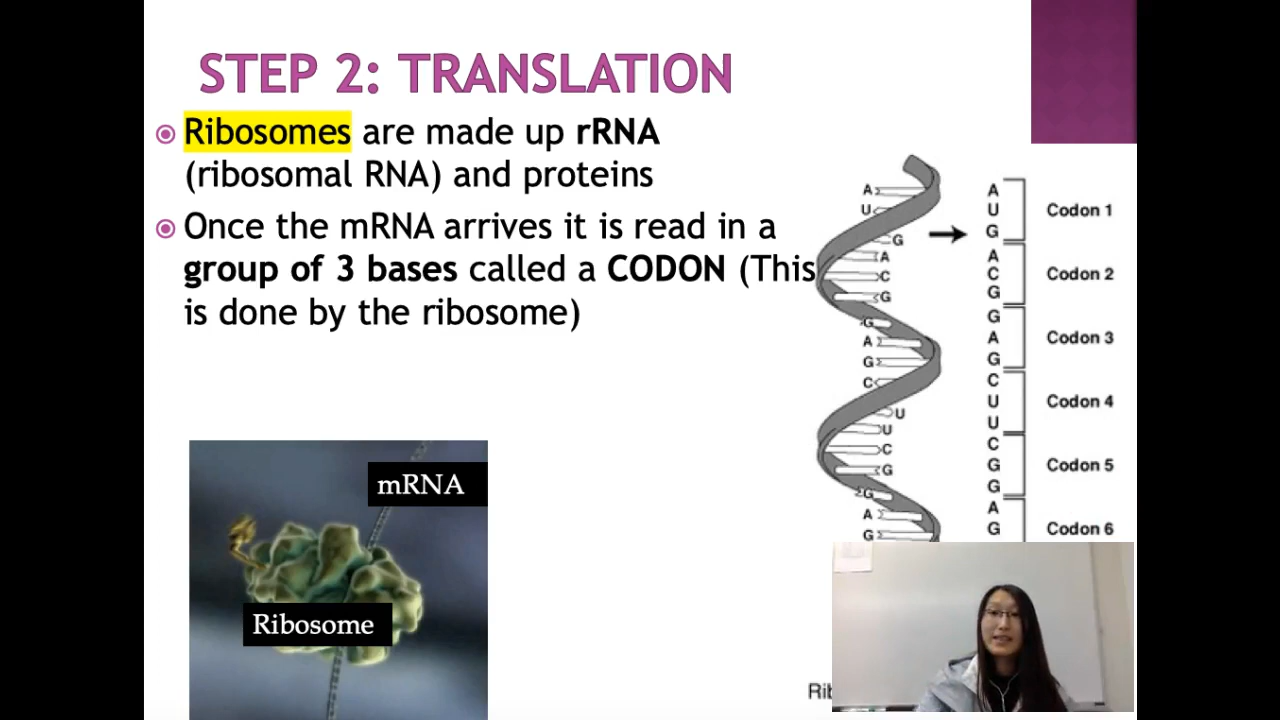 STEP 2: TRANSLATION
Ribosomes are made up rRNA
(ribosomal RNA) and proteins
Once the mRNA arrives it is read in a
group of 3 bases called a CODON (This
is done by the ribosome)
mRNA
Ribosome
A
U
G
A
C
G
G
A
G
C
U
U
C
G
G
A
G
A
U
G
Codon 1
A
C
G
Codon 2
G
A
G
Codon 3
C
U
U
Codon 4
C
G
G
Codon 5
A
G
Codon 6